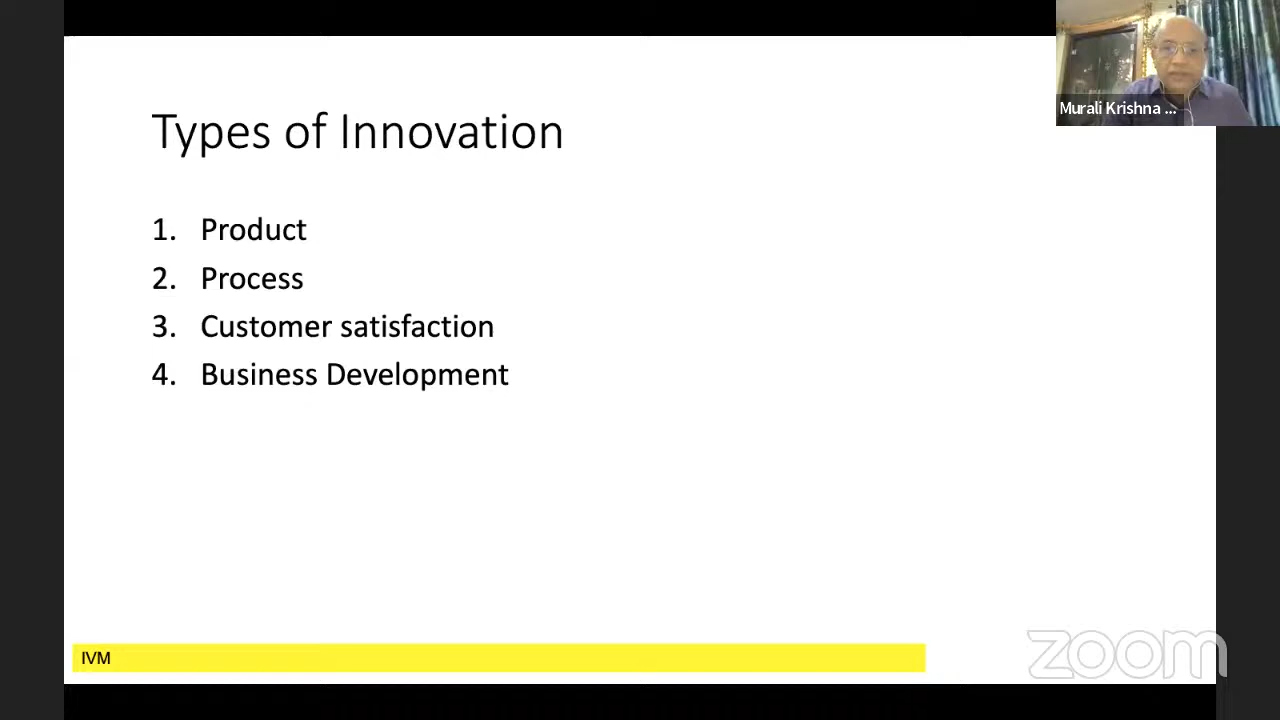 Murali Krishna ...
Types of Innovation
1. Product
2. Process
3. Customer satisfaction
4. Business Development
IVM
zoom